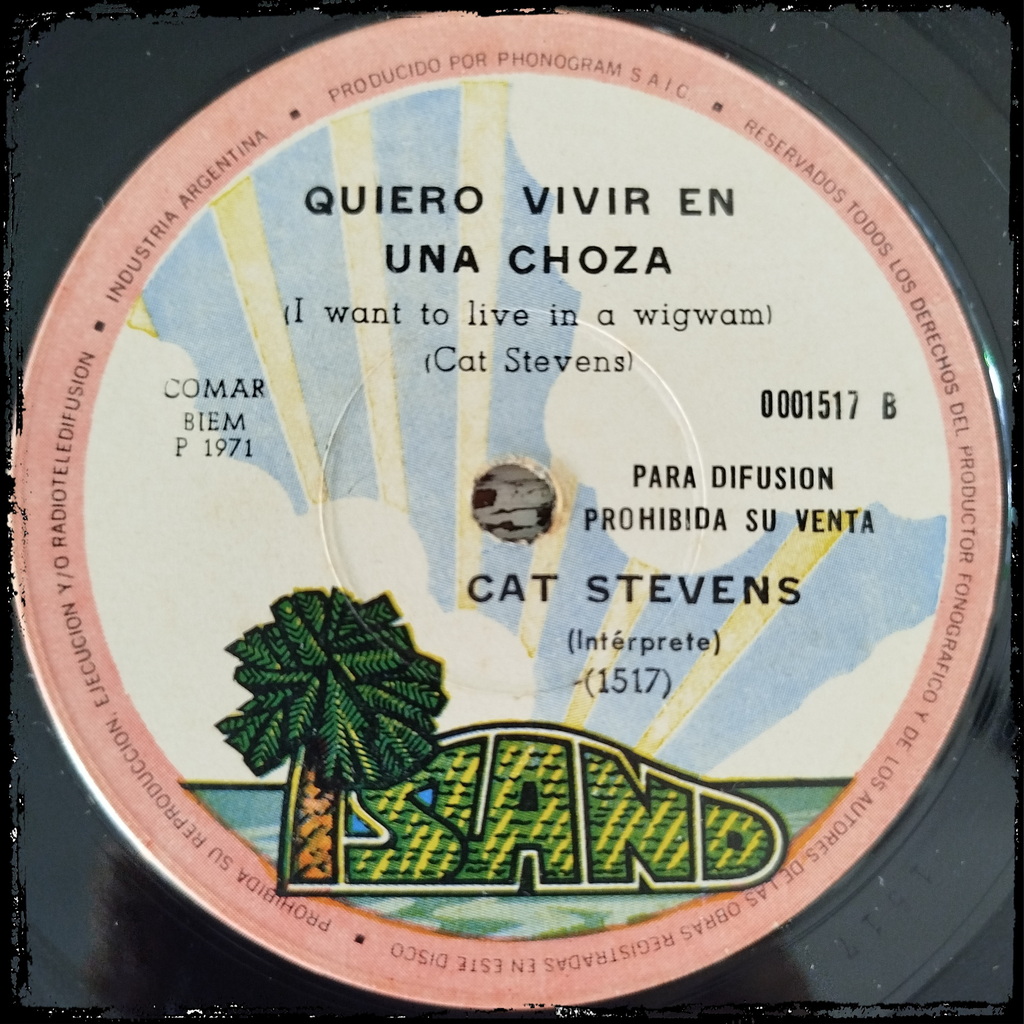 QUIERO VIVIR EN
UNA CHOZA
(I want to live in a wigwam)
(Cat Stevens)
COMAR
BIEM
P 1971
0001517 B
PARA DIFUSION
PROHIBIDA SU VENTA
CAT STEVENS
(Intérprete)
-(1517)
ISLAND
INDUSTRIA ARGENTINA ▪ PRODUCIDO POR PHONOGRAM S A I C. ▪ RESERVADOS TODOS LOS DERECHOS DEL PRODUCTOR FONOGRAFICO Y DE LOS AUTORES DE LAS OBRAS REGISTRADAS EN ESTE DISCO ▪ PROHIBIDA SU REPRODUCCION, EJECUCION Y/O RADIOTELEDIFUSION ▪